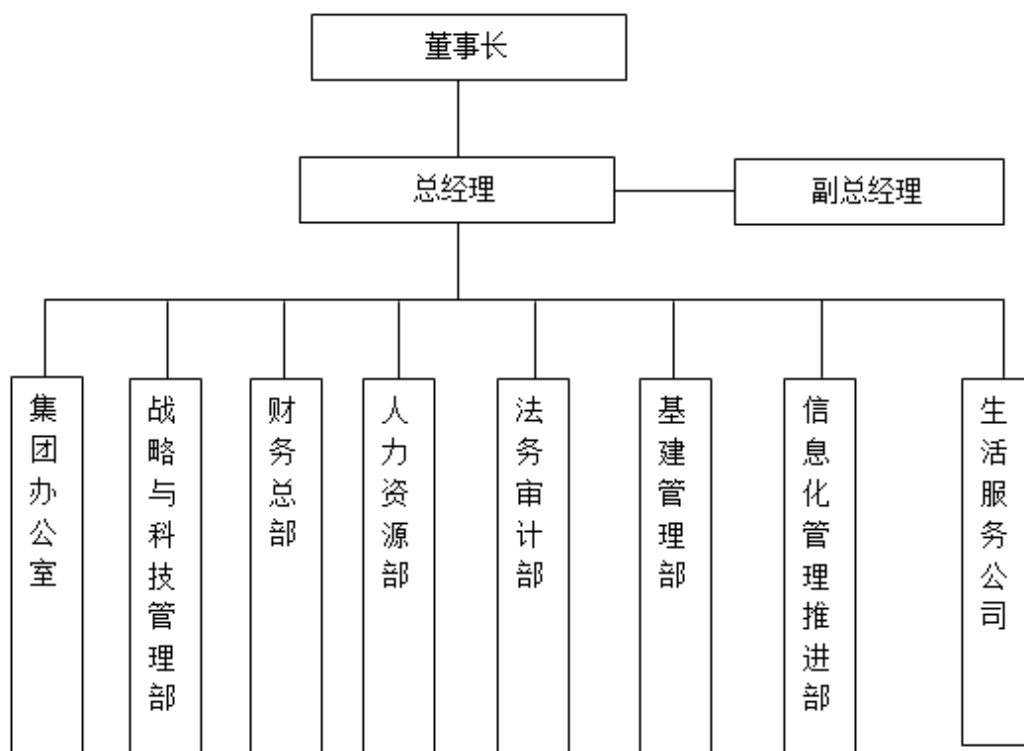 董事长
总经理
副总经理
集团办公室
战略与科技管理部
财务总部
人力资源部
法务审计部
基建管理部
信息化管理推进部
生活服务公司